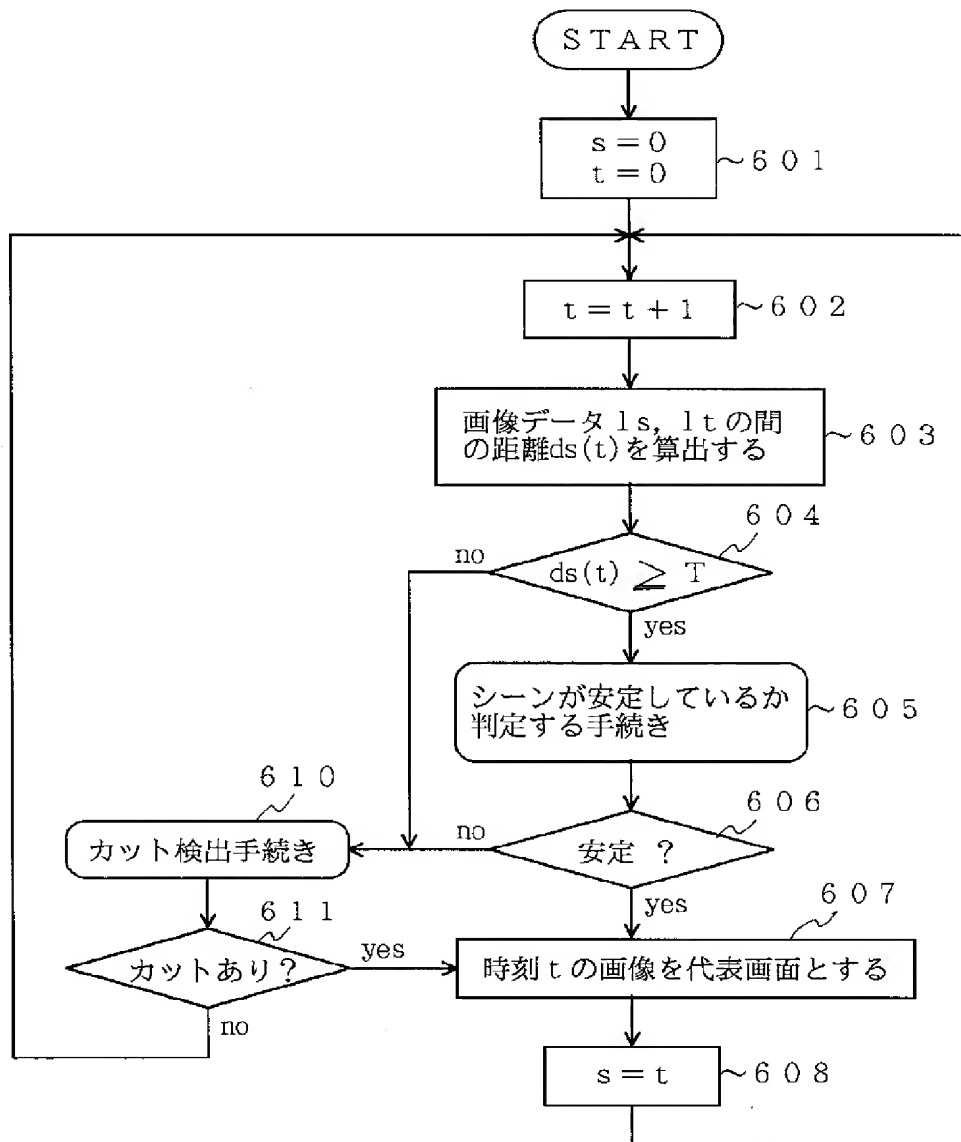 ＳＴＡＲＴ
ｓ＝０
ｔ＝０
～６０１
ｔ＝ｔ＋１
～６０２
画像データＩｓ，Ｉｔの間
の距離ds(t)を算出する
～６０３
６０４
ds(t) ≧ Ｔ
no
yes
シーンが安定しているか
判定する手続き
～６０５
６１０
カット検出手続き
６０６
安定 ？
no
yes
６１１
カットあり？
yes
no
６０７
時刻ｔの画像を代表画面とする
ｓ＝ｔ
～６０８